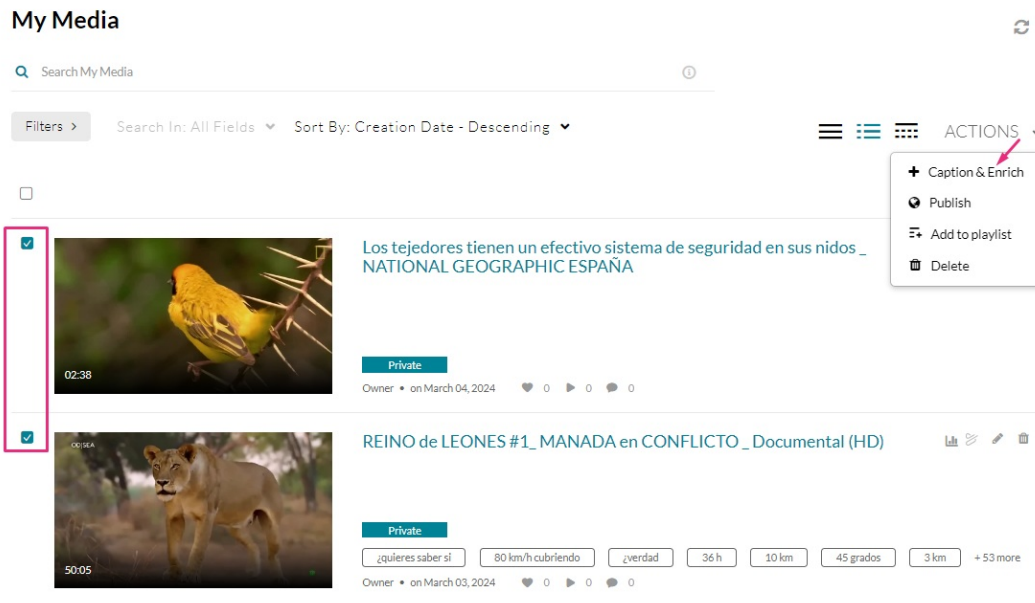 My Media
Search My Media
Filters >
Search In: All Fields
Sort By: Creation Date - Descending
ACTIONS
Caption & Enrich
Publish
Add to playlist
Delete
Los tejedores tienen un efectivo sistema de seguridad en sus nidos _
NATIONAL GEOGRAPHIC ESPAÑA
02:38
Private
Owner • on March 04, 2024 0 0 0
ODISEA
REINO de LEONES #1_ MANADA en CONFLICTO _ Documental (HD)
50:05
Private
¿quieres saber si 80 km/h cubriendo ¿verdad 36 h 10 km 45 grados 3 km + 53 more
Owner • on March 03, 2024 0 0 0